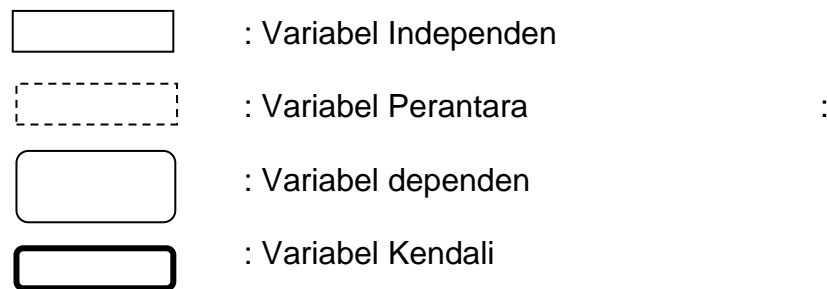 : Variabel Independen
: Variabel Perantara :
: Variabel dependen
: Variabel Kendali